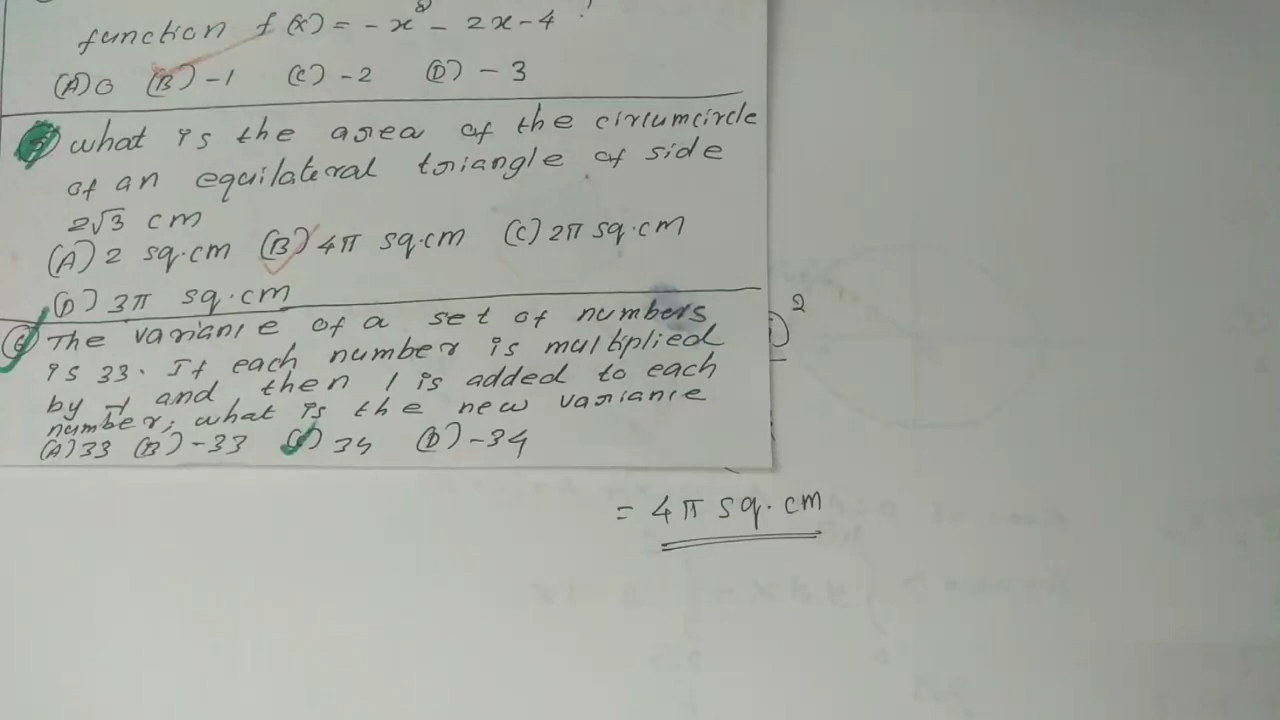 function f(x) = -x² - 2x - 4 ?
(A) 0 (B) -1 (C) -2 (D) -3
5) what is the area of the circumcircle
of an equilateral triangle of side
2√3 cm
(A) 2 sq.cm (B) 4π sq.cm (C) 2π sq.cm
(D) 3π sq.cm
6) The variance of a set of numbers
is 33. If each number is multiplied
by -1 and then 1 is added to each
number, what is the new variance
(A) 33 (B) -33 (C) 34 (D) -34
)²
= 4π sq.cm